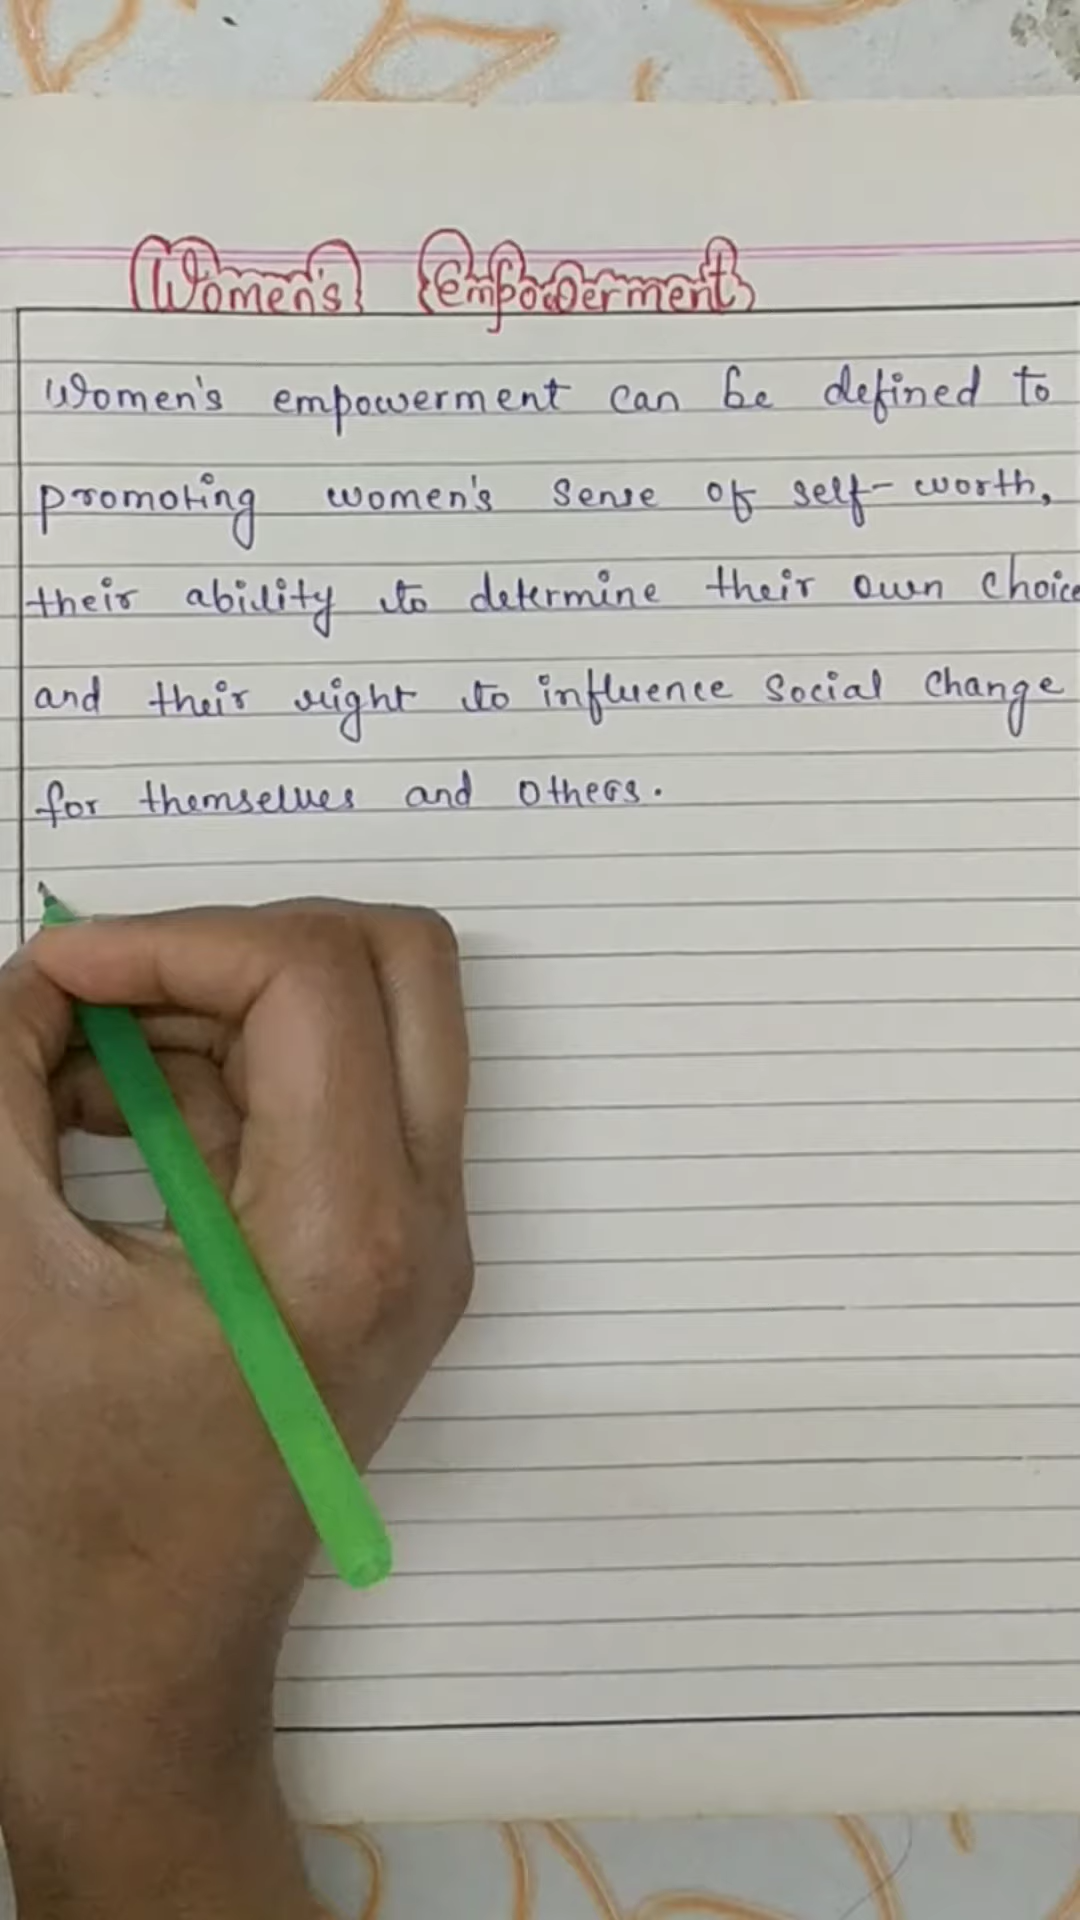 Women's Empowerment
Women's empowerment can be defined to
promoting women's sense of self-worth,
their ability to determine their own choice
and their right to influence social change
for themselves and others.